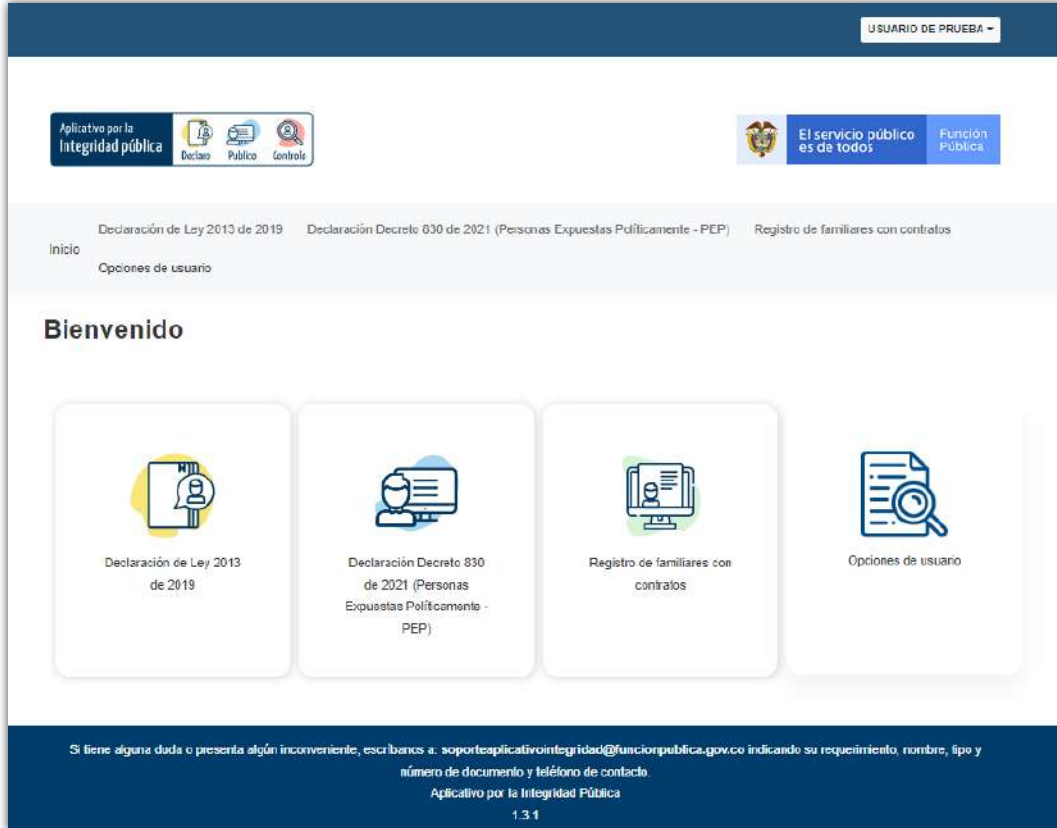 USUARIO DE PRUEBA
Aplicativo por la
Integridad pública
Declaro Publico Controlo
El servicio público
es de todos
Función
Pública
Inicio
Declaración de Ley 2013 de 2019 Declaración Decreto 830 de 2021 (Personas Expuestas Políticamente - PEP) Registro de familiares con contratos
Opciones de usuario
Bienvenido
Declaración de Ley 2013
de 2019
Declaración Decreto 830
de 2021 (Personas
Expuestas Políticamente -
PEP)
Registro de familiares con
contratos
Opciones de usuario
Si tiene alguna duda o presenta algún inconveniente, escríbanos a: soporteaplicativointegridad@funcionpublica.gov.co indicando su requerimiento, nombre, tipo y
número de documento y teléfono de contacto.
Aplicativo por la Integridad Pública
1.3.1